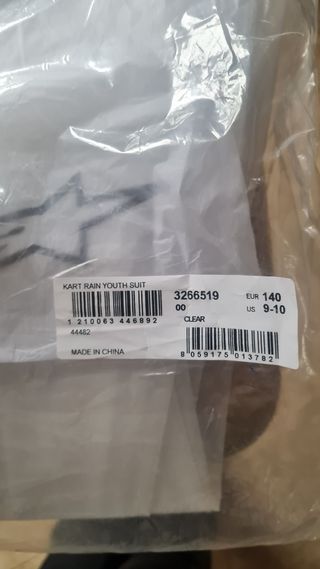 KART RAIN YOUTH SUIT
3266519 EUR 140
00 US 9-10
CLEAR
1 210063 446892
44482
MADE IN CHINA
8 059175 013782